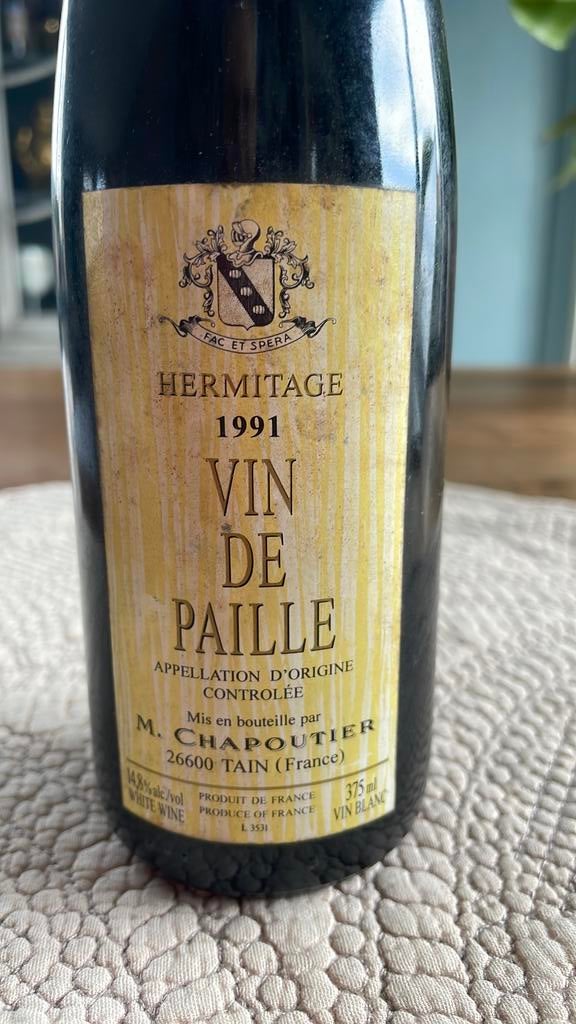 FAC ET SPERA
HERMITAGE
1991
VIN
DE
PAILLE
APPELLATION D'ORIGINE
CONTROLÉE
Mis en bouteille par
M. CHAPOUTIER
26600 TAIN (France)
14,8% alc/vol PRODUIT DE FRANCE 375 ml
WHITE WINE PRODUCE OF FRANCE VIN BLANC
L 3531